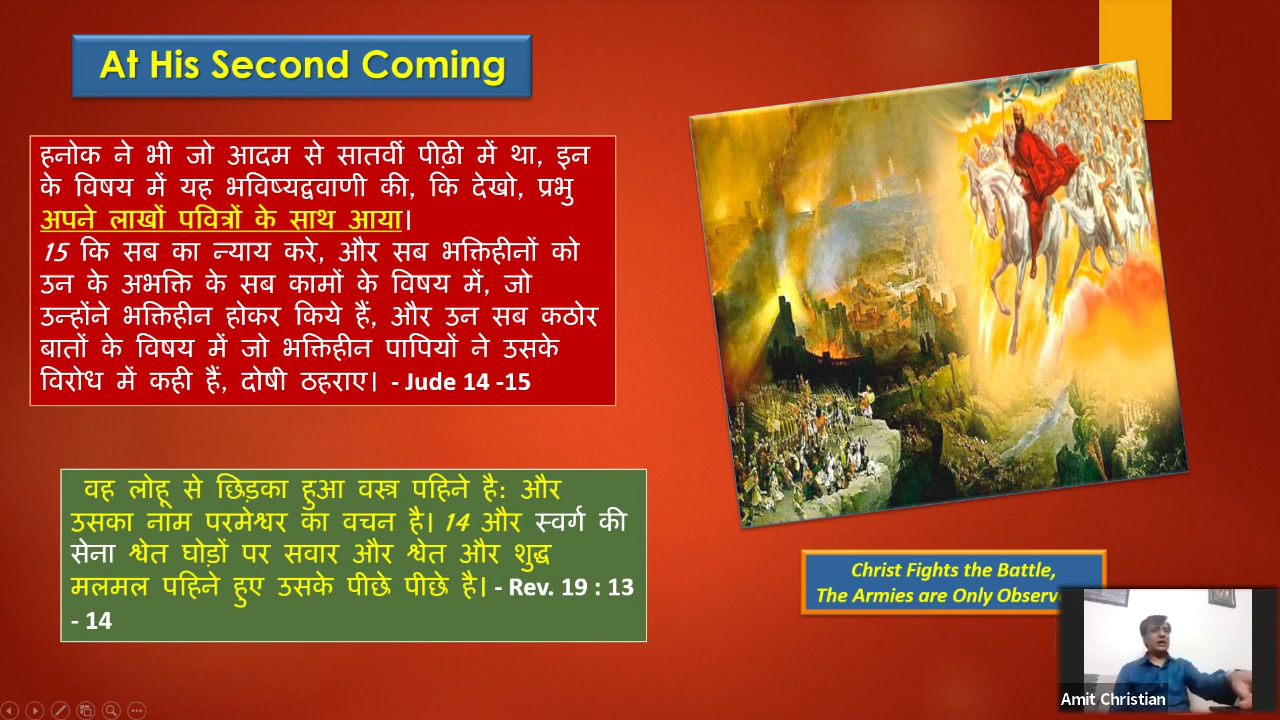 At His Second Coming
हनोक ने भी जो आदम से सातवीं पीढ़ी में था, इन
के विषय में यह भविष्यद्ववाणी की, कि देखो, प्रभु
अपने लाखों पवित्रों के साथ आया।
15 कि सब का न्याय करे, और सब भक्तिहीनों को
उन के अभक्ति के सब कामों के विषय में, जो
उन्होंने भक्तिहीन होकर किये हैं, और उन सब कठोर
बातों के विषय में जो भक्तिहीन पापियों ने उसके
विरोध में कही हैं, दोषी ठहराए। - Jude 14 -15
वह लोहू से छिड़का हुआ वस्त्र पहिने है: और
उसका नाम परमेश्वर का वचन है। 14 और स्वर्ग की
सेना श्वेत घोड़ों पर सवार और श्वेत और शुद्ध
मलमल पहिने हुए उसके पीछे पीछे है। - Rev. 19 : 13
- 14
Christ Fights the Battle,
The Armies are Only
Amit Christian